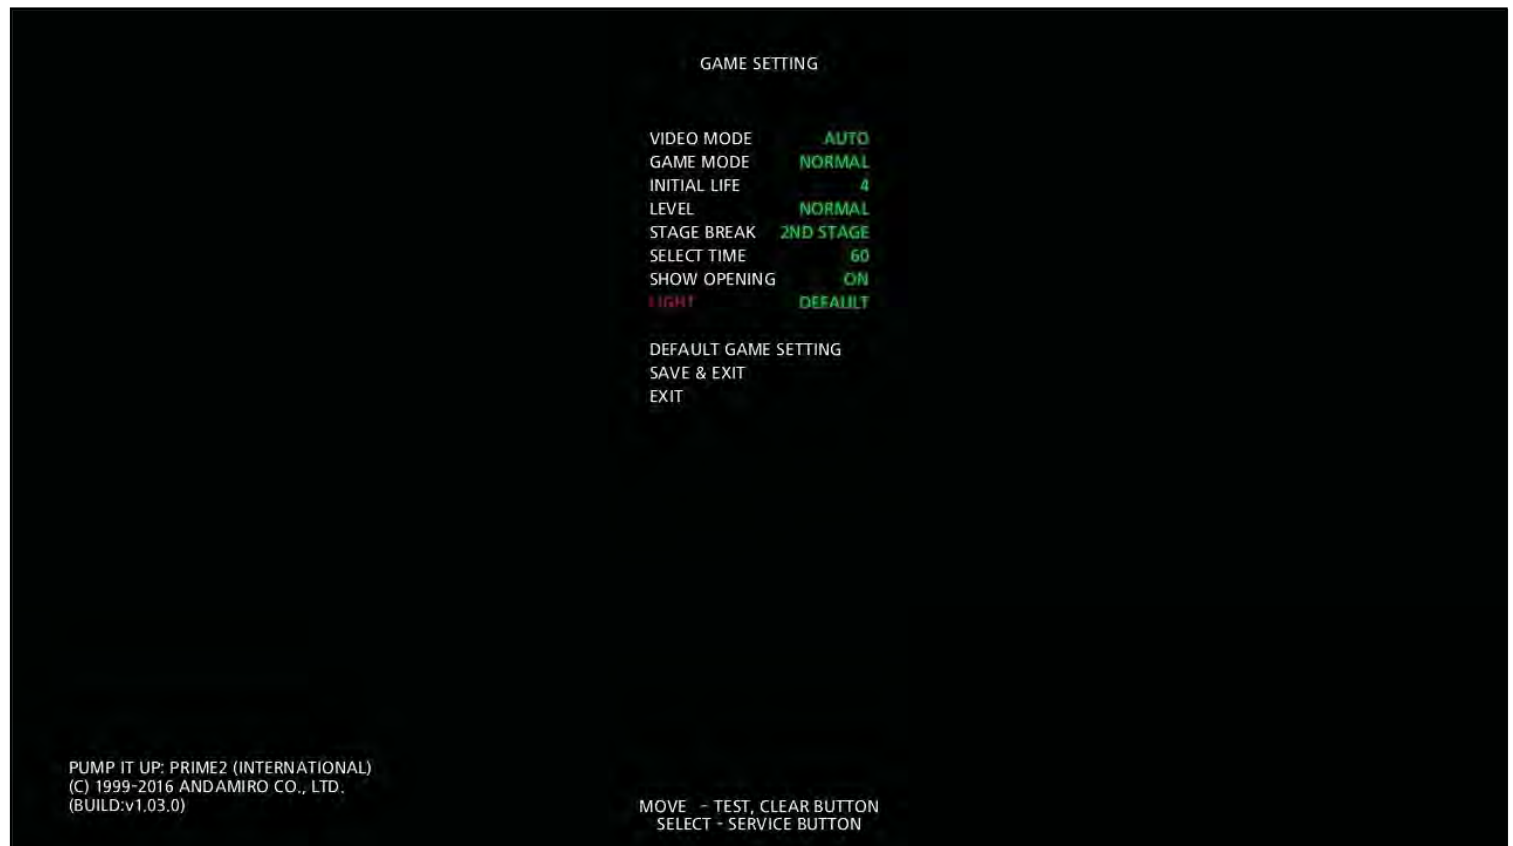 GAME SETTING
VIDEO MODE AUTO
GAME MODE NORMAL
INITIAL LIFE 4
LEVEL NORMAL
STAGE BREAK 2ND STAGE
SELECT TIME 60
SHOW OPENING ON
LIGHT DEFAULT
DEFAULT GAME SETTING
SAVE & EXIT
EXIT
PUMP IT UP: PRIME2 (INTERNATIONAL)
(C) 1999-2016 ANDAMIRO CO., LTD.
(BUILD:v1.03.0)
MOVE - TEST, CLEAR BUTTON
SELECT - SERVICE BUTTON